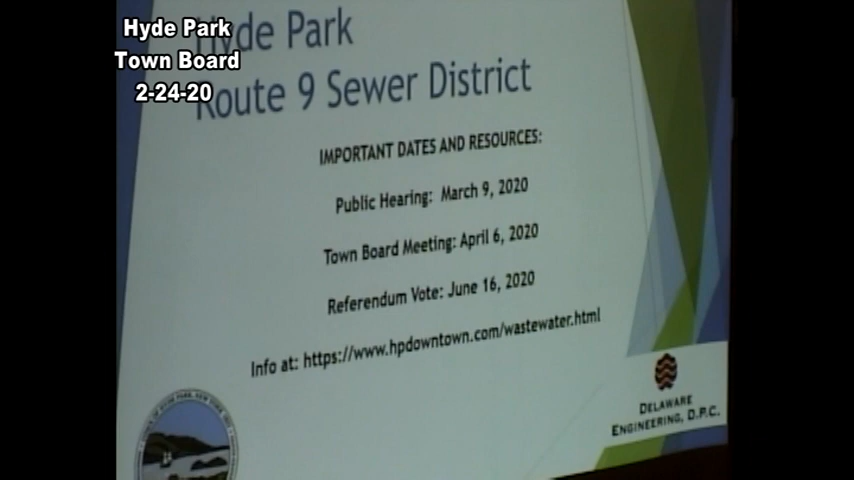 Hyde Park
Town Board
2-24-20
Hyde Park
Route 9 Sewer District
IMPORTANT DATES AND RESOURCES:
Public Hearing: March 9, 2020
Town Board Meeting: April 6, 2020
Referendum Vote: June 16, 2020
Info at: https://www.hpdowntown.com/wastewater.html
DELAWARE
ENGINEERING, D.P.C.